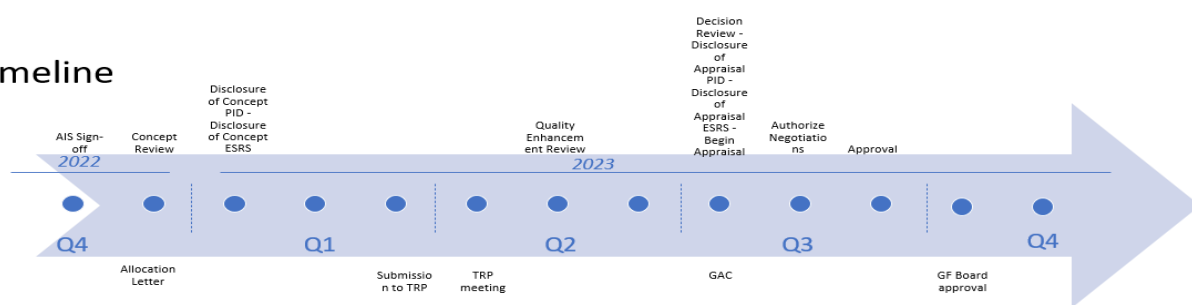 meline
Decision
Review -
Disclosure
of
Appraisal
PID -
Disclosure
of
Appraisal
ESRS -
Begin
Appraisal
Disclosure
of Concept
PID -
Disclosure
of Concept
ESRS
AIS Sign-
off
Concept
Review
Quality
Enhancem
ent Review
Authorize
Negotiatio
ns
Approval
2022
2023
Q4
Q1
Q2
Q3
Q4
Allocation
Letter
Submissio
n to TRP
TRP
meeting
GAC
GF Board
approval